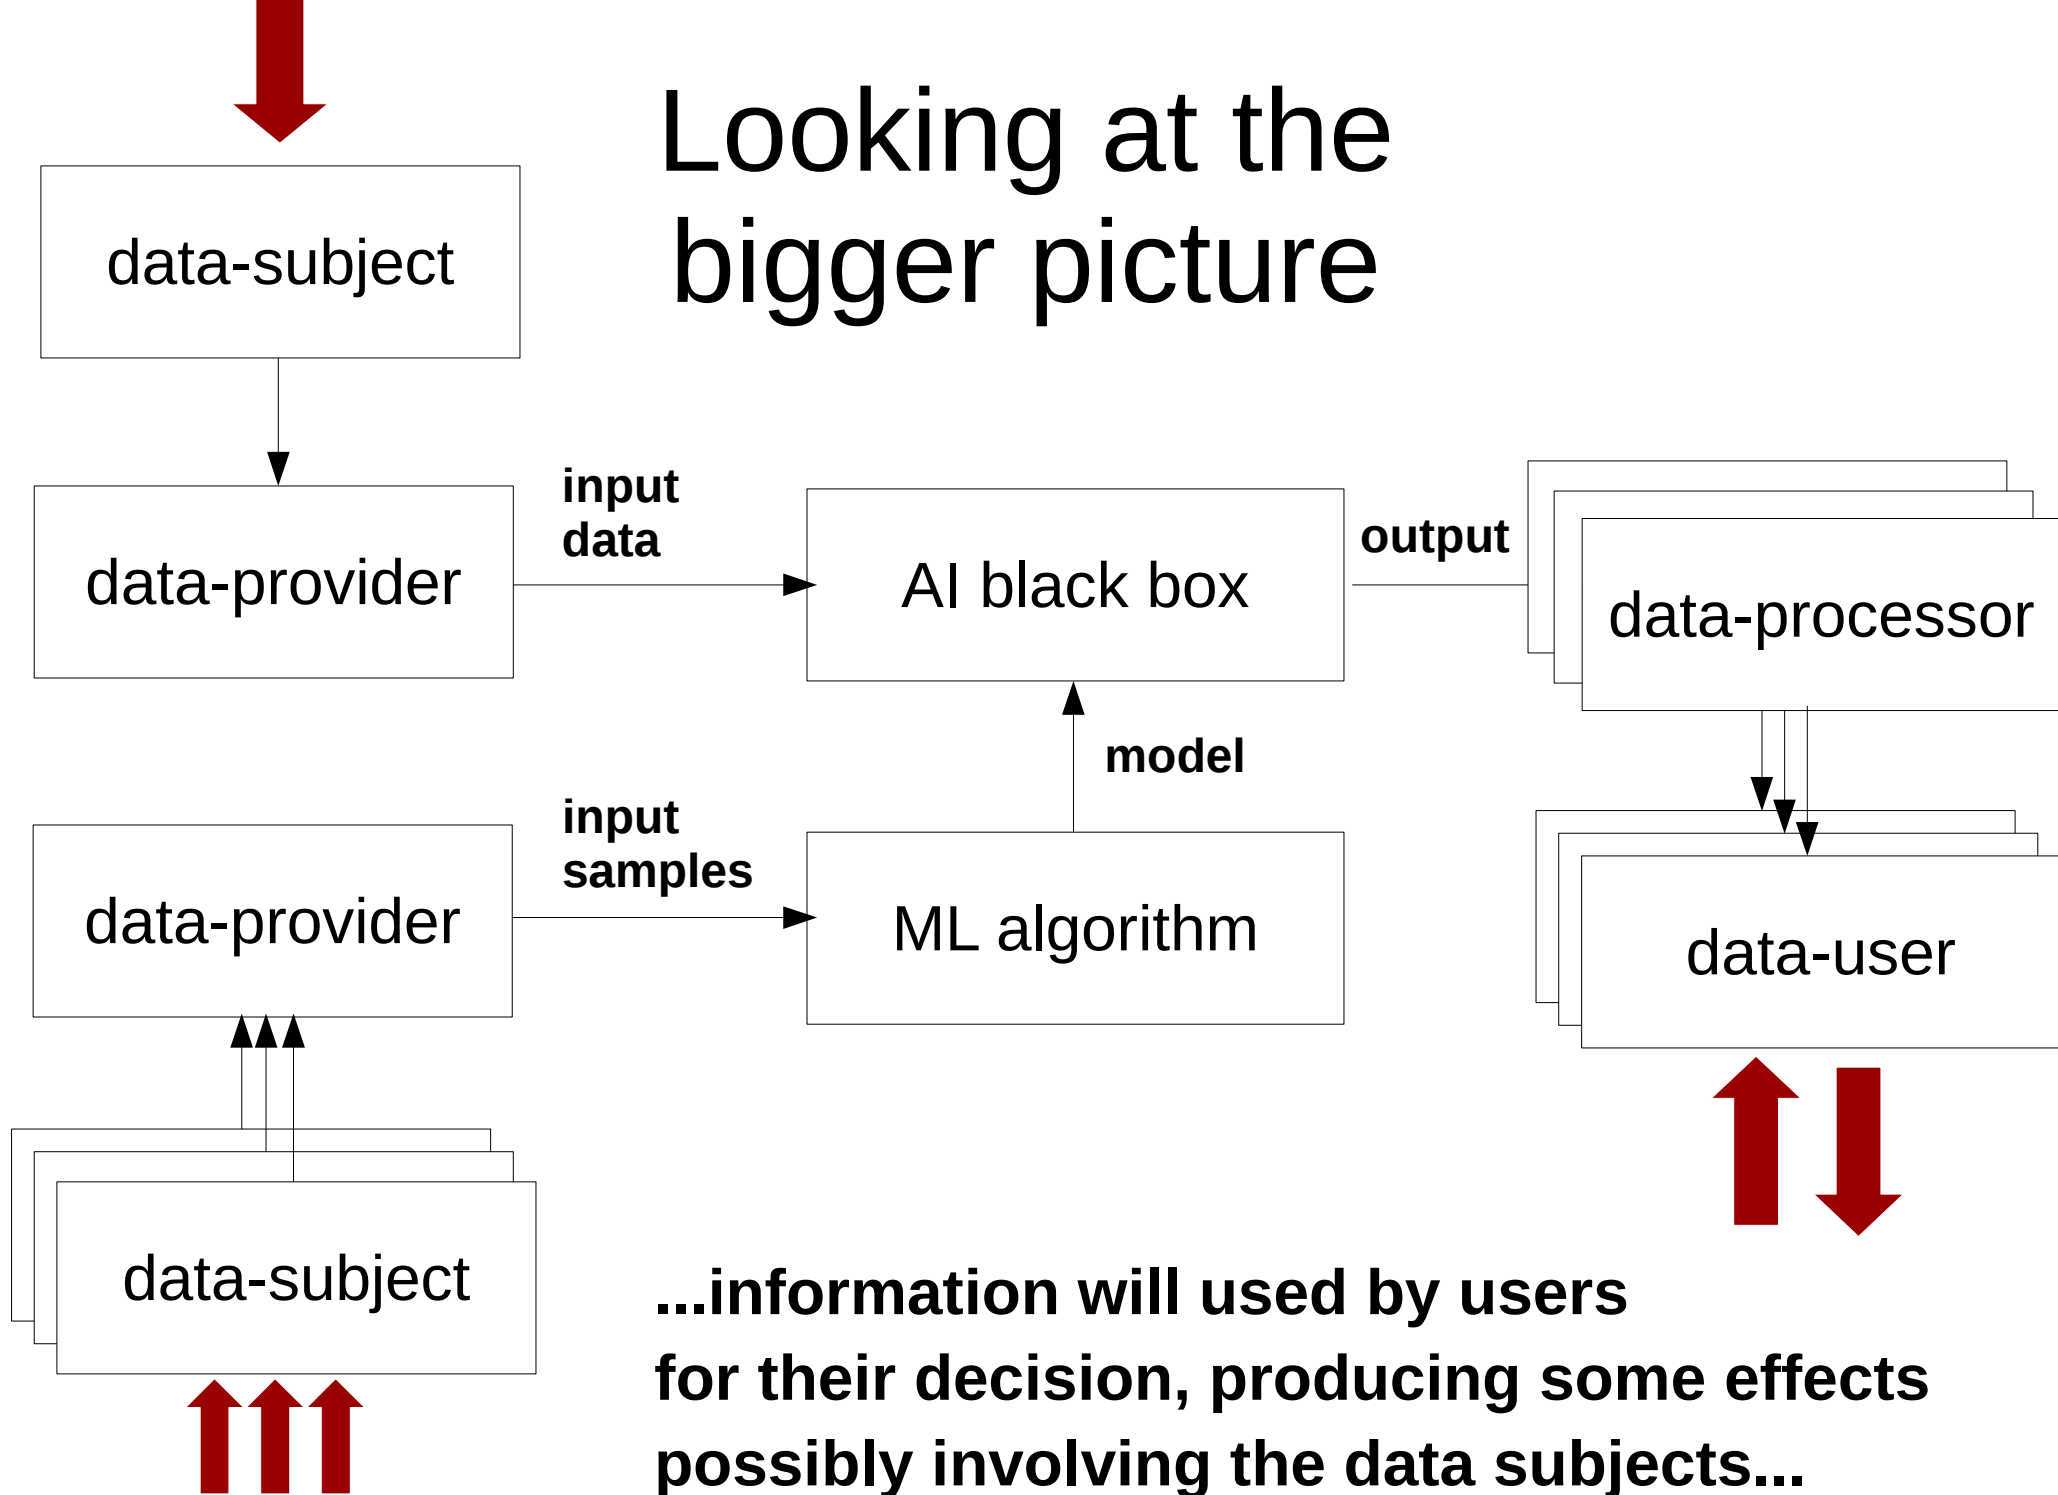 Looking at the
bigger picture
data-subject
data-provider
input
data
AI black box
output
data-processor
model
data-provider
input
samples
ML algorithm
data-user
data-subject
...information will used by users
for their decision, producing some effects
possibly involving the data subjects...